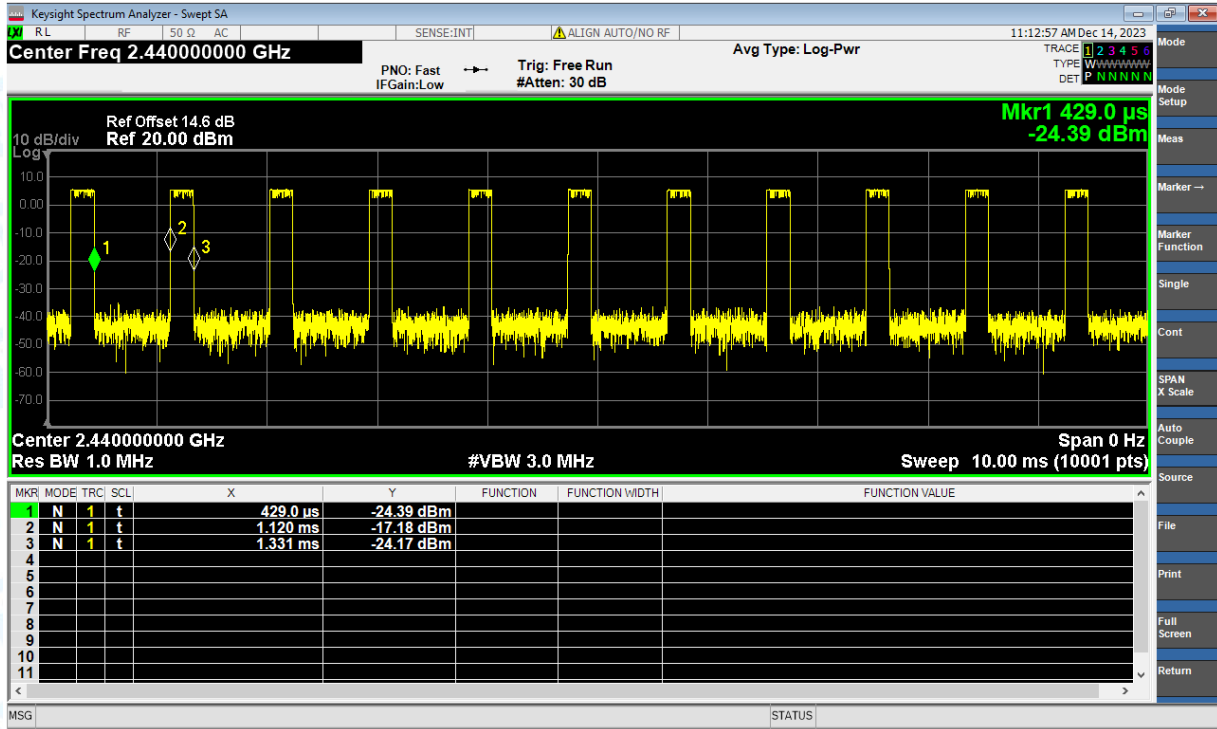 Keysight Spectrum Analyzer - Swept SA
LXI RL RF 50 Ω AC SENSE:INT ALIGN AUTO/NO RF 11:12:57 AM Dec 14, 2023
Center Freq 2.440000000 GHz
Avg Type: Log-Pwr
TRACE 1 2 3 4 5 6
TYPE WWWWWW
DET P N N N N N
PNO: Fast
IFGain:Low
Trig: Free Run
#Atten: 30 dB
Mkr1 429.0 µs
-24.39 dBm
Ref Offset 14.6 dB
10 dB/div Ref 20.00 dBm
Log
10.0
0.00
-10.0
-20.0
-30.0
-40.0
-50.0
-60.0
-70.0
1
2
3
Center 2.440000000 GHz Span 0 Hz
Res BW 1.0 MHz #VBW 3.0 MHz Sweep 10.00 ms (10001 pts)
MKR MODE TRC SCL X Y FUNCTION FUNCTION WIDTH FUNCTION VALUE
1 N 1 t 429.0 µs -24.39 dBm
2 N 1 t 1.120 ms -17.18 dBm
3 N 1 t 1.331 ms -24.17 dBm
4
5
6
7
8
9
10
11
MSG STATUS
Mode
Mode
Setup
Meas
Marker→
Marker
Function
Single
Cont
SPAN
X Scale
Auto
Couple
Source
File
Print
Full
Screen
Return